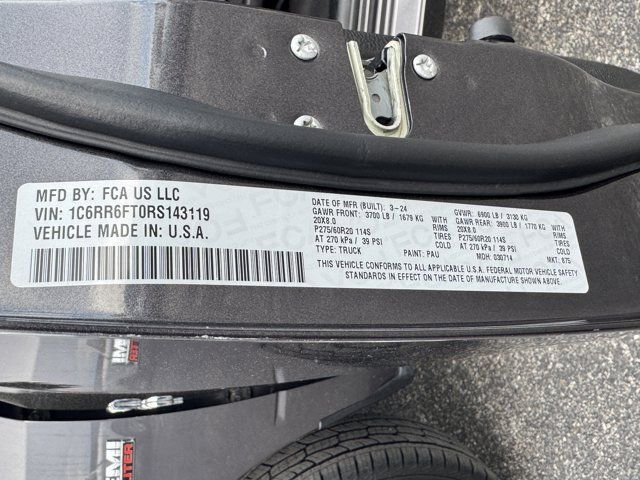 MFD BY: FCA US LLC
VIN: 1C6RR6FT0RS143119
VEHICLE MADE IN: U.S.A.
DATE OF MFR (BUILT): 3-24 GVWR: 6900 LB / 3130 KG
GAWR FRONT: 3700 LB / 1679 KG WITH GAWR REAR: 3900 LB / 1770 KG WITH
20X8.0 RIMS 20X8.0 RIMS
P275/60R20 114S TIRES P275/60R20 114S TIRES
AT 270 kPa / 39 PSI AT 270 kPa / 39 PSI
TYPE: TRUCK PAINT: PAU MDH: 030714 MKT: 875
THIS VEHICLE CONFORMS TO ALL APPLICABLE U.S.A. FEDERAL MOTOR VEHICLE SAFETY
STANDARDS IN EFFECT ON THE DATE OF MANUFACTURE SHOWN ABOVE.